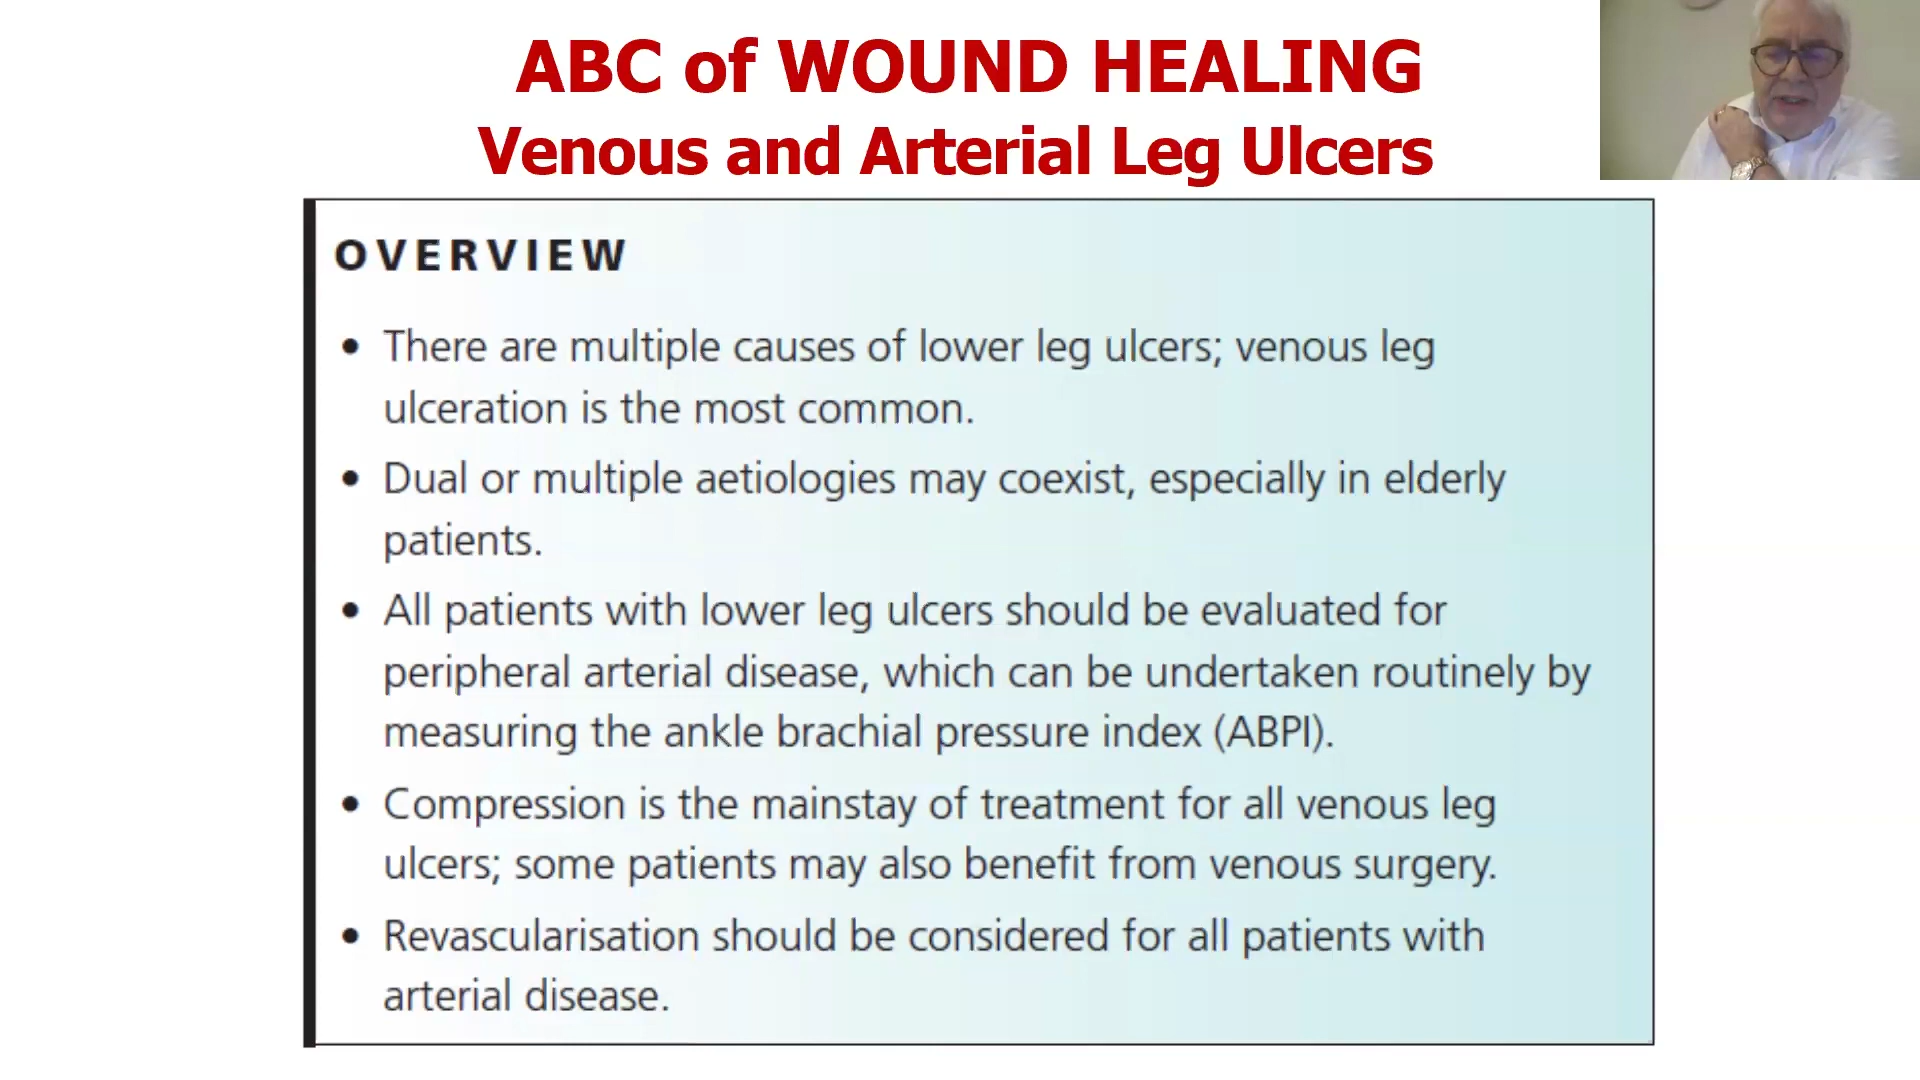 ABC of WOUND HEALING
Venous and Arterial Leg Ulcers
OVERVIEW
• There are multiple causes of lower leg ulcers; venous leg
ulceration is the most common.
• Dual or multiple aetiologies may coexist, especially in elderly
patients.
• All patients with lower leg ulcers should be evaluated for
peripheral arterial disease, which can be undertaken routinely by
measuring the ankle brachial pressure index (ABPI).
• Compression is the mainstay of treatment for all venous leg
ulcers; some patients may also benefit from venous surgery.
• Revascularisation should be considered for all patients with
arterial disease.